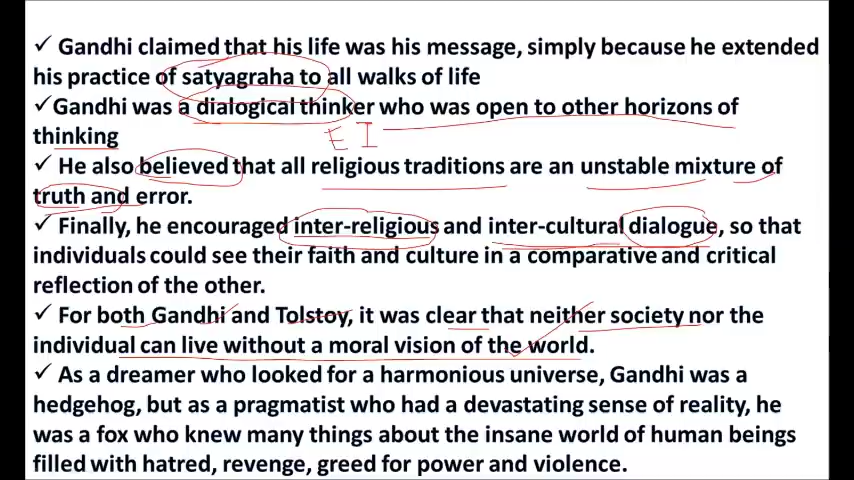 ✓ Gandhi claimed that his life was his message, simply because he extended
his practice of satyagraha to all walks of life
✓Gandhi was a dialogical thinker who was open to other horizons of
thinking
E I
✓ He also believed that all religious traditions are an unstable mixture of
truth and error.
✓ Finally, he encouraged inter-religious and inter-cultural dialogue, so that
individuals could see their faith and culture in a comparative and critical
reflection of the other.
✓ For both Gandhi and Tolstoy, it was clear that neither society nor the
individual can live without a moral vision of the world.
✓ As a dreamer who looked for a harmonious universe, Gandhi was a
hedgehog, but as a pragmatist who had a devastating sense of reality, he
was a fox who knew many things about the insane world of human beings
filled with hatred, revenge, greed for power and violence.